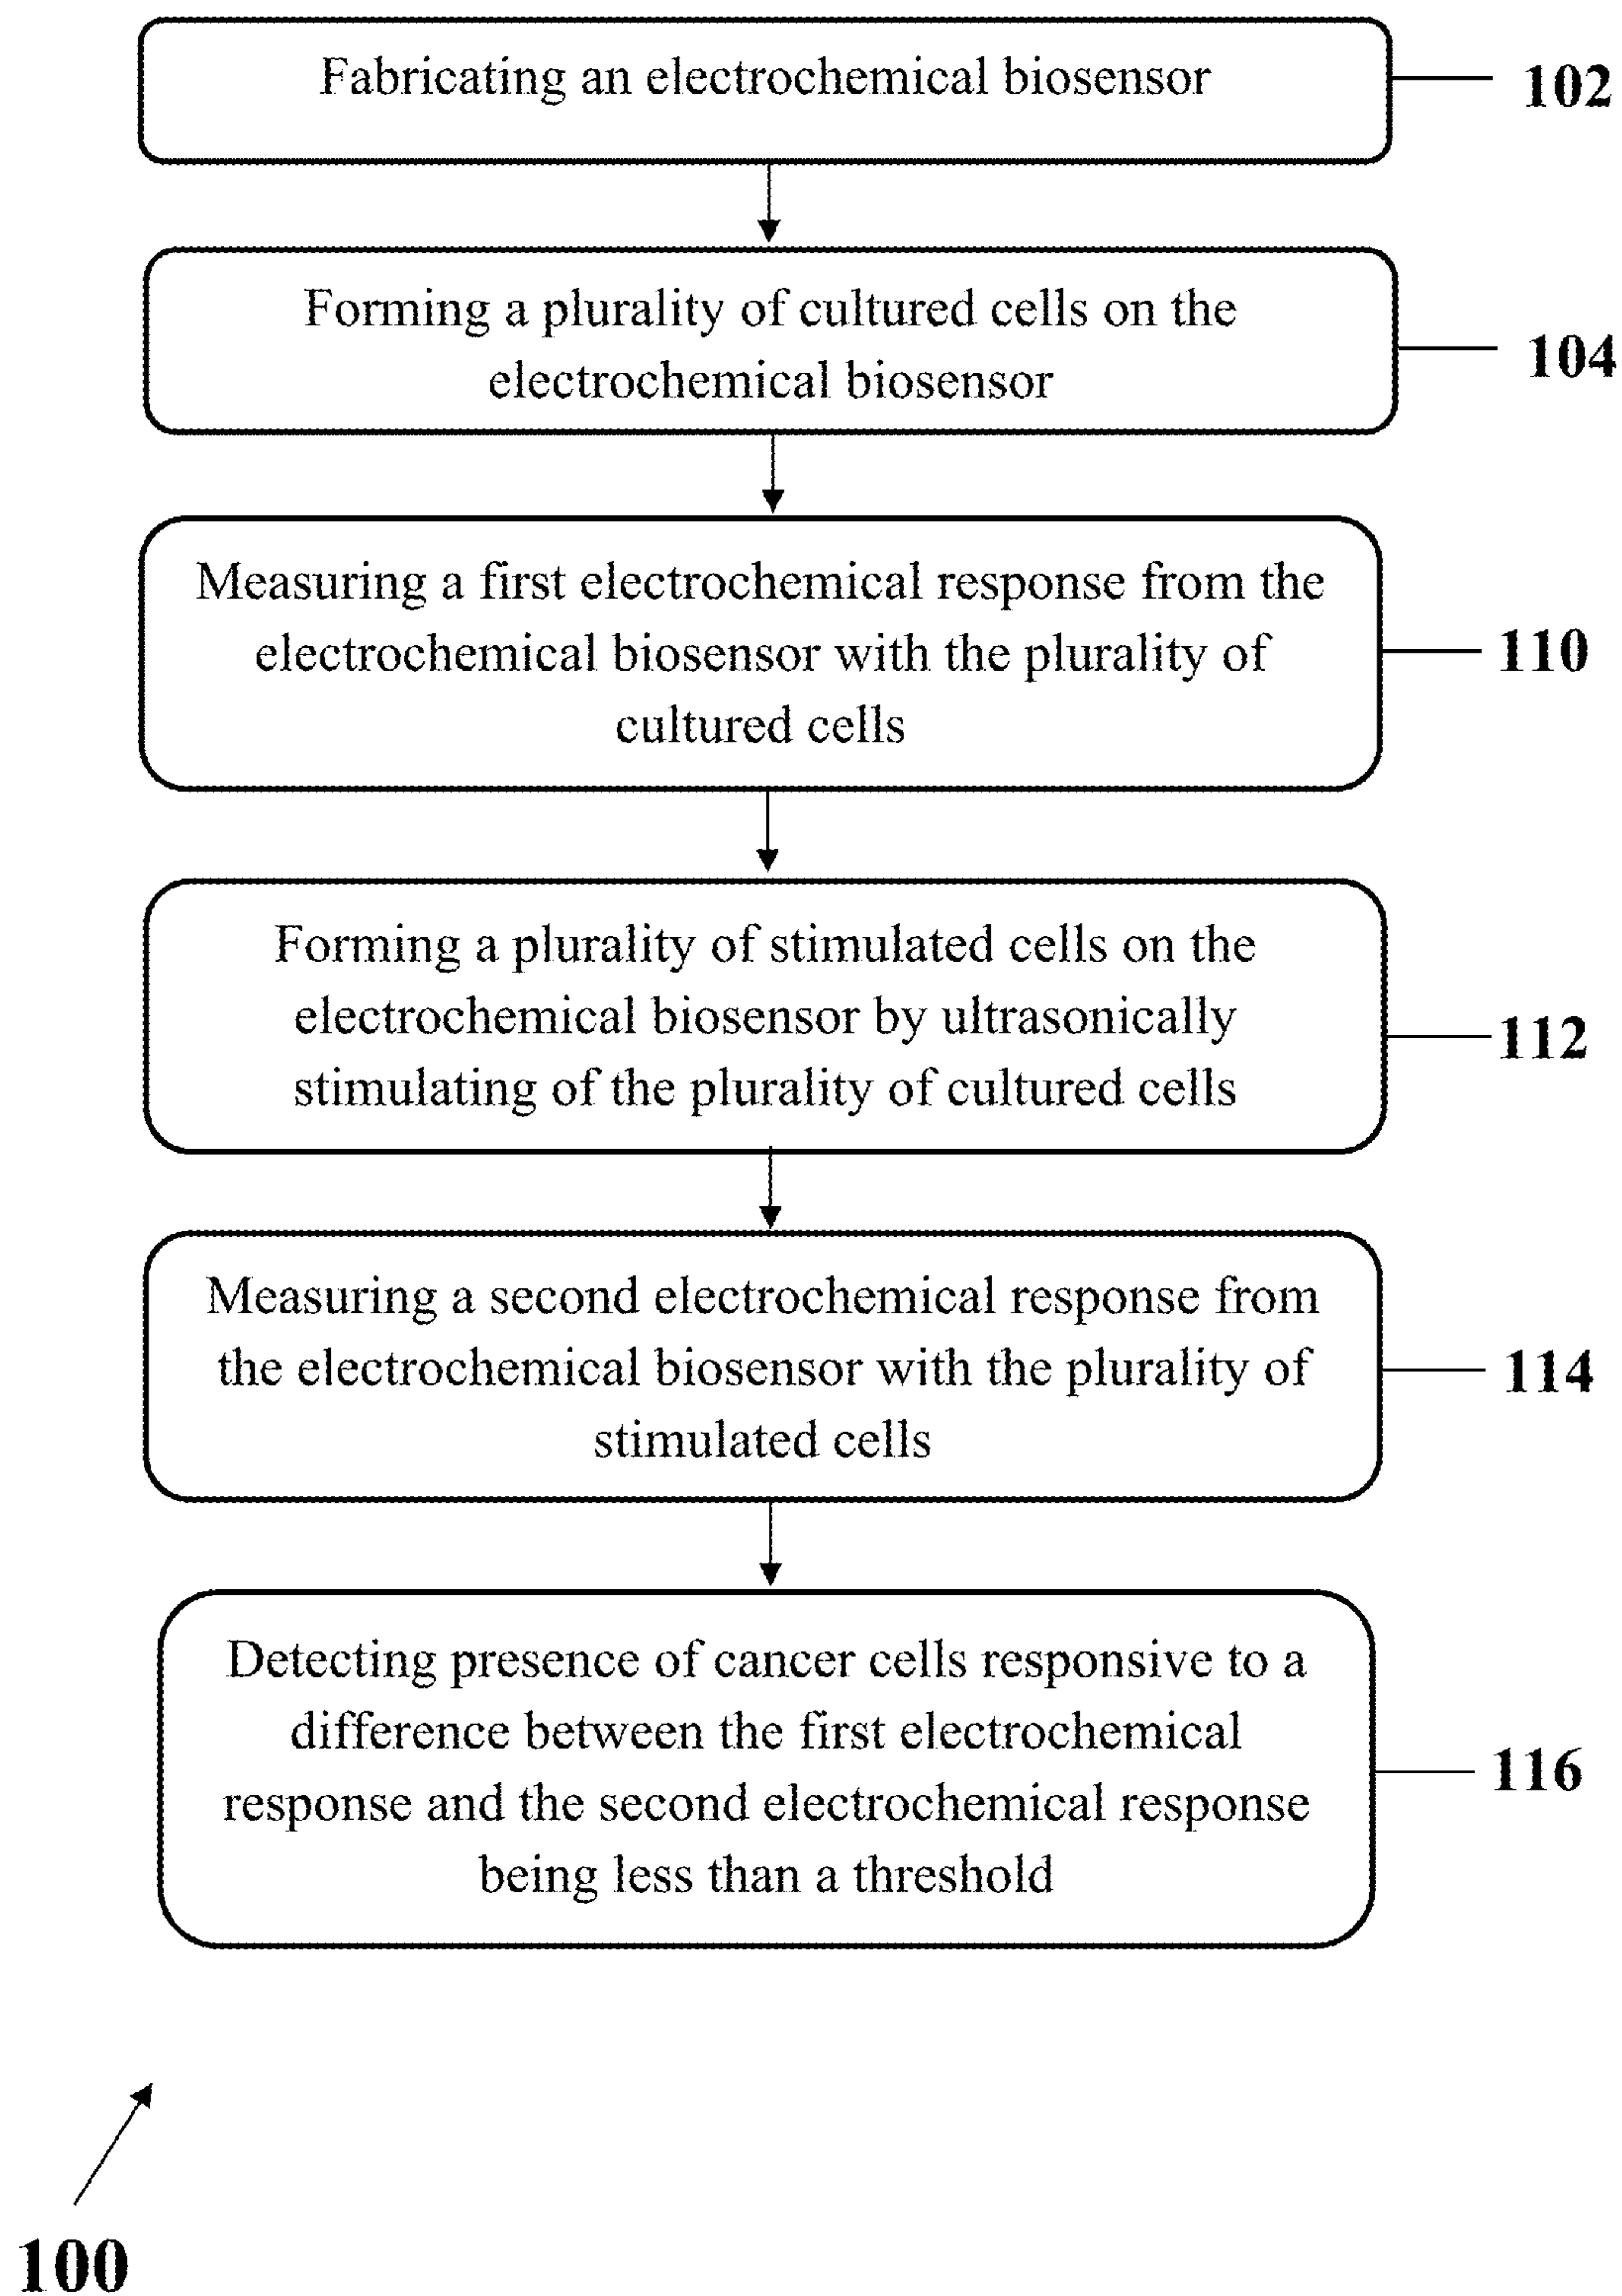 Fabricating an electrochemical biosensor
102
Forming a plurality of cultured cells on the
electrochemical biosensor
104
Measuring a first electrochemical response from the
electrochemical biosensor with the plurality of
cultured cells
110
Forming a plurality of stimulated cells on the
electrochemical biosensor by ultrasonically
stimulating of the plurality of cultured cells
112
Measuring a second electrochemical response from
the electrochemical biosensor with the plurality of
stimulated cells
114
Detecting presence of cancer cells responsive to a
difference between the first electrochemical
response and the second electrochemical response
being less than a threshold
116
100